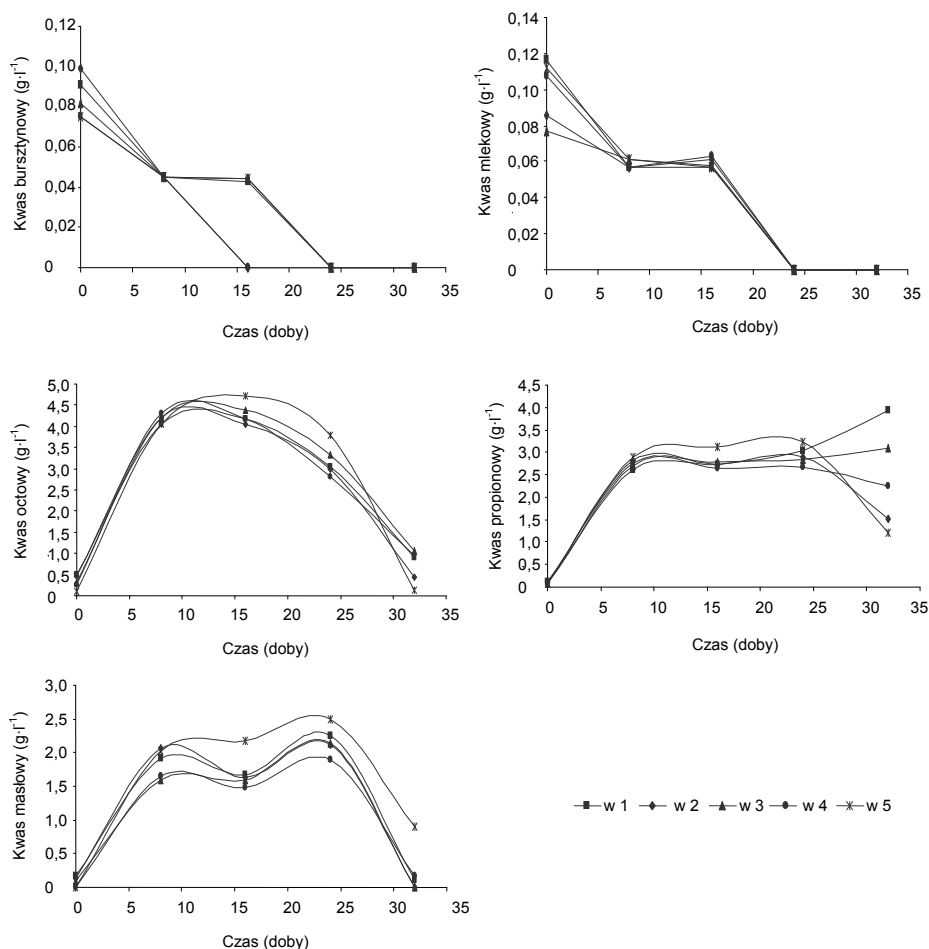 Kwas bursztynowy (g·l⁻¹)
0,12
0,10
0,08
0,06
0,04
0,02
0
0 5 10 15 20 25 30 35
Czas (doby)
Kwas mlekowy (g·l⁻¹)
0,14
0,12
0,10
0,08
0,06
0,04
0,02
0
0 5 10 15 20 25 30 35
Czas (doby)
Kwas octowy (g·l⁻¹)
5,0
4,5
4,0
3,5
3,0
2,5
2,0
1,5
1,0
0,5
0
0 5 10 15 20 25 30 35
Czas (doby)
Kwas propionowy (g·l⁻¹)
4,5
4,0
3,5
3,0
2,5
2,0
1,5
1,0
0,5
0
0 5 10 15 20 25 30 35
Czas (doby)
Kwas masłowy (g·l⁻¹)
3,0
2,5
2,0
1,5
1,0
0,5
0
0 5 10 15 20 25 30 35
Czas (doby)
w 1 w 2 w 3 w 4 w 5